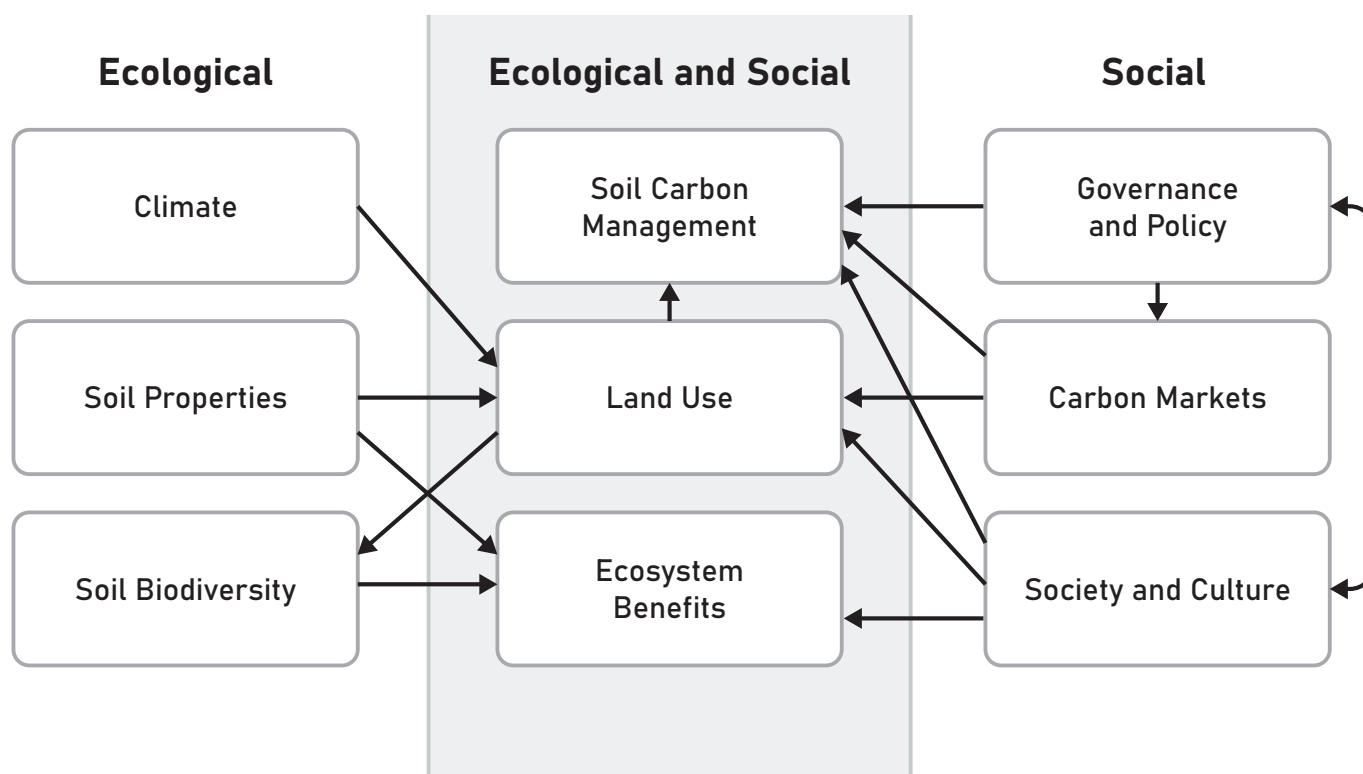 Ecological
Ecological and Social
Social
Climate
Soil Carbon
Management
Governance
and Policy
Soil Properties
Land Use
Carbon Markets
Soil Biodiversity
Ecosystem
Benefits
Society and Culture